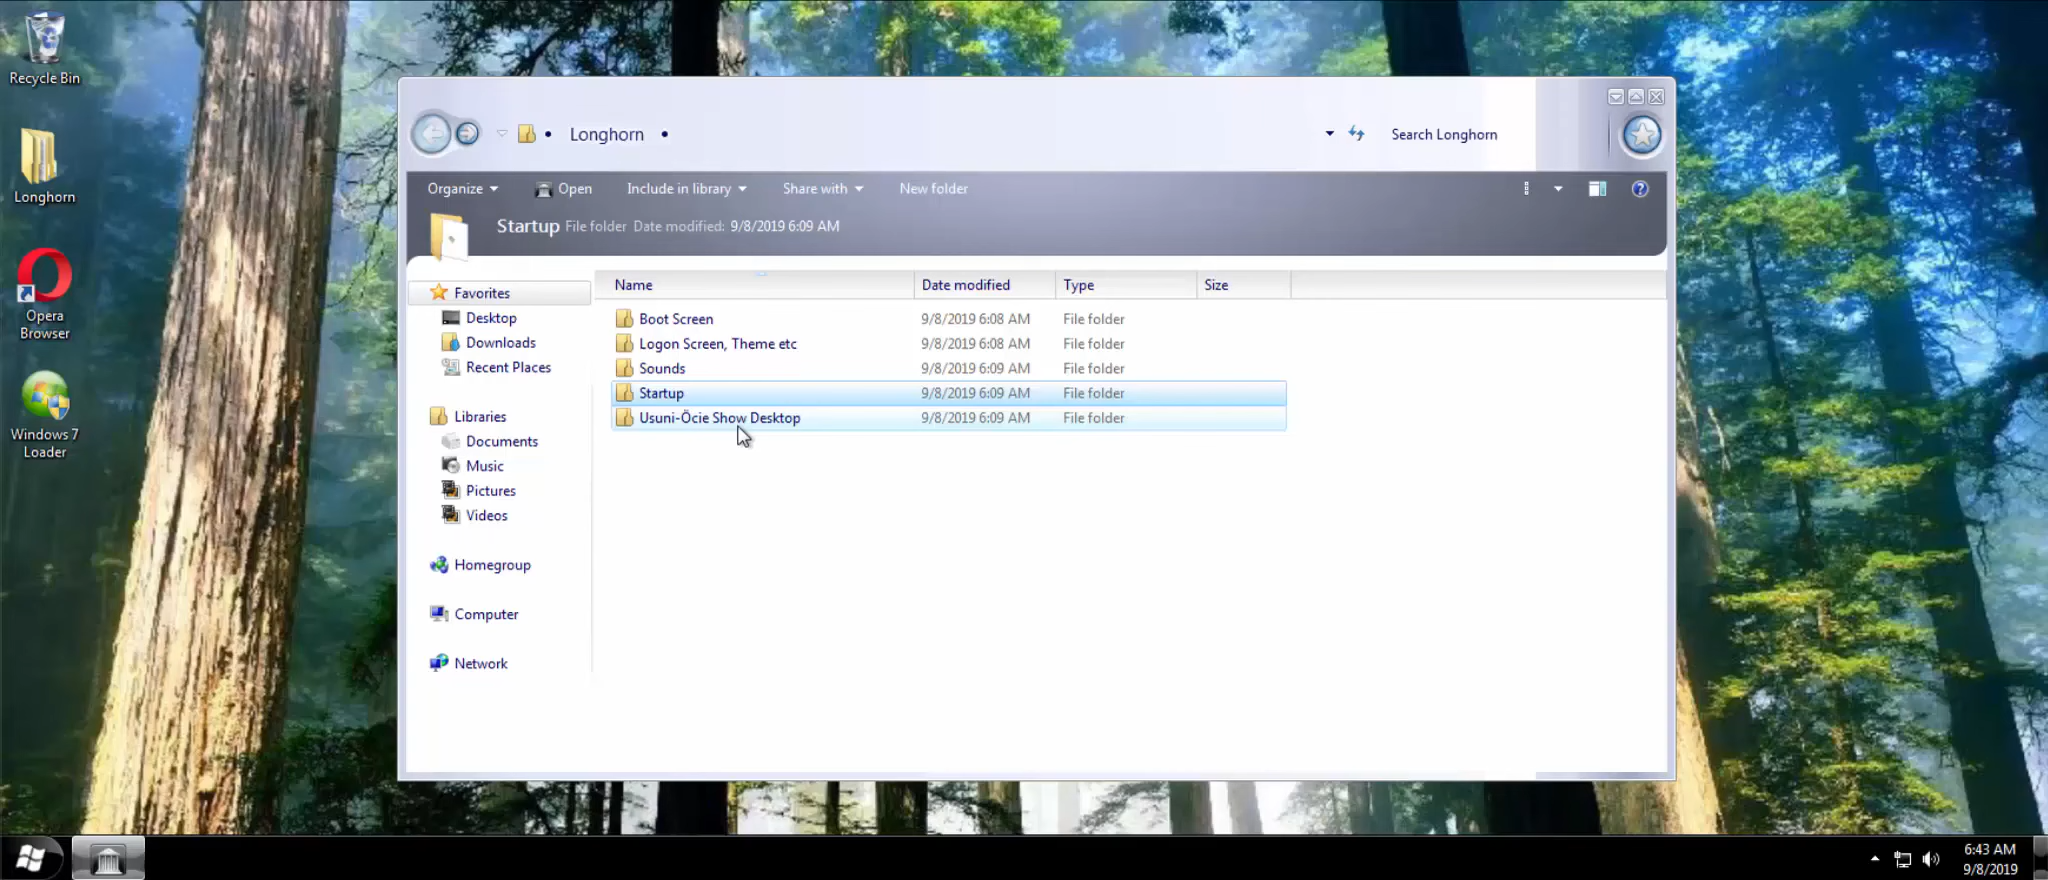 Recycle Bin
Longhorn
Opera
Browser
Windows 7
Loader
Longhorn
Search Longhorn
Organize
Open
Include in library
Share with
New folder
Startup File folder Date modified: 9/8/2019 6:09 AM
Favorites
Desktop
Downloads
Recent Places
Libraries
Documents
Music
Pictures
Videos
Homegroup
Computer
Network
Name Date modified Type Size
Boot Screen 9/8/2019 6:08 AM File folder
Logon Screen, Theme etc 9/8/2019 6:08 AM File folder
Sounds 9/8/2019 6:09 AM File folder
Startup 9/8/2019 6:09 AM File folder
Usuni-Öcie Show Desktop 9/8/2019 6:09 AM File folder
6:43 AM
9/8/2019